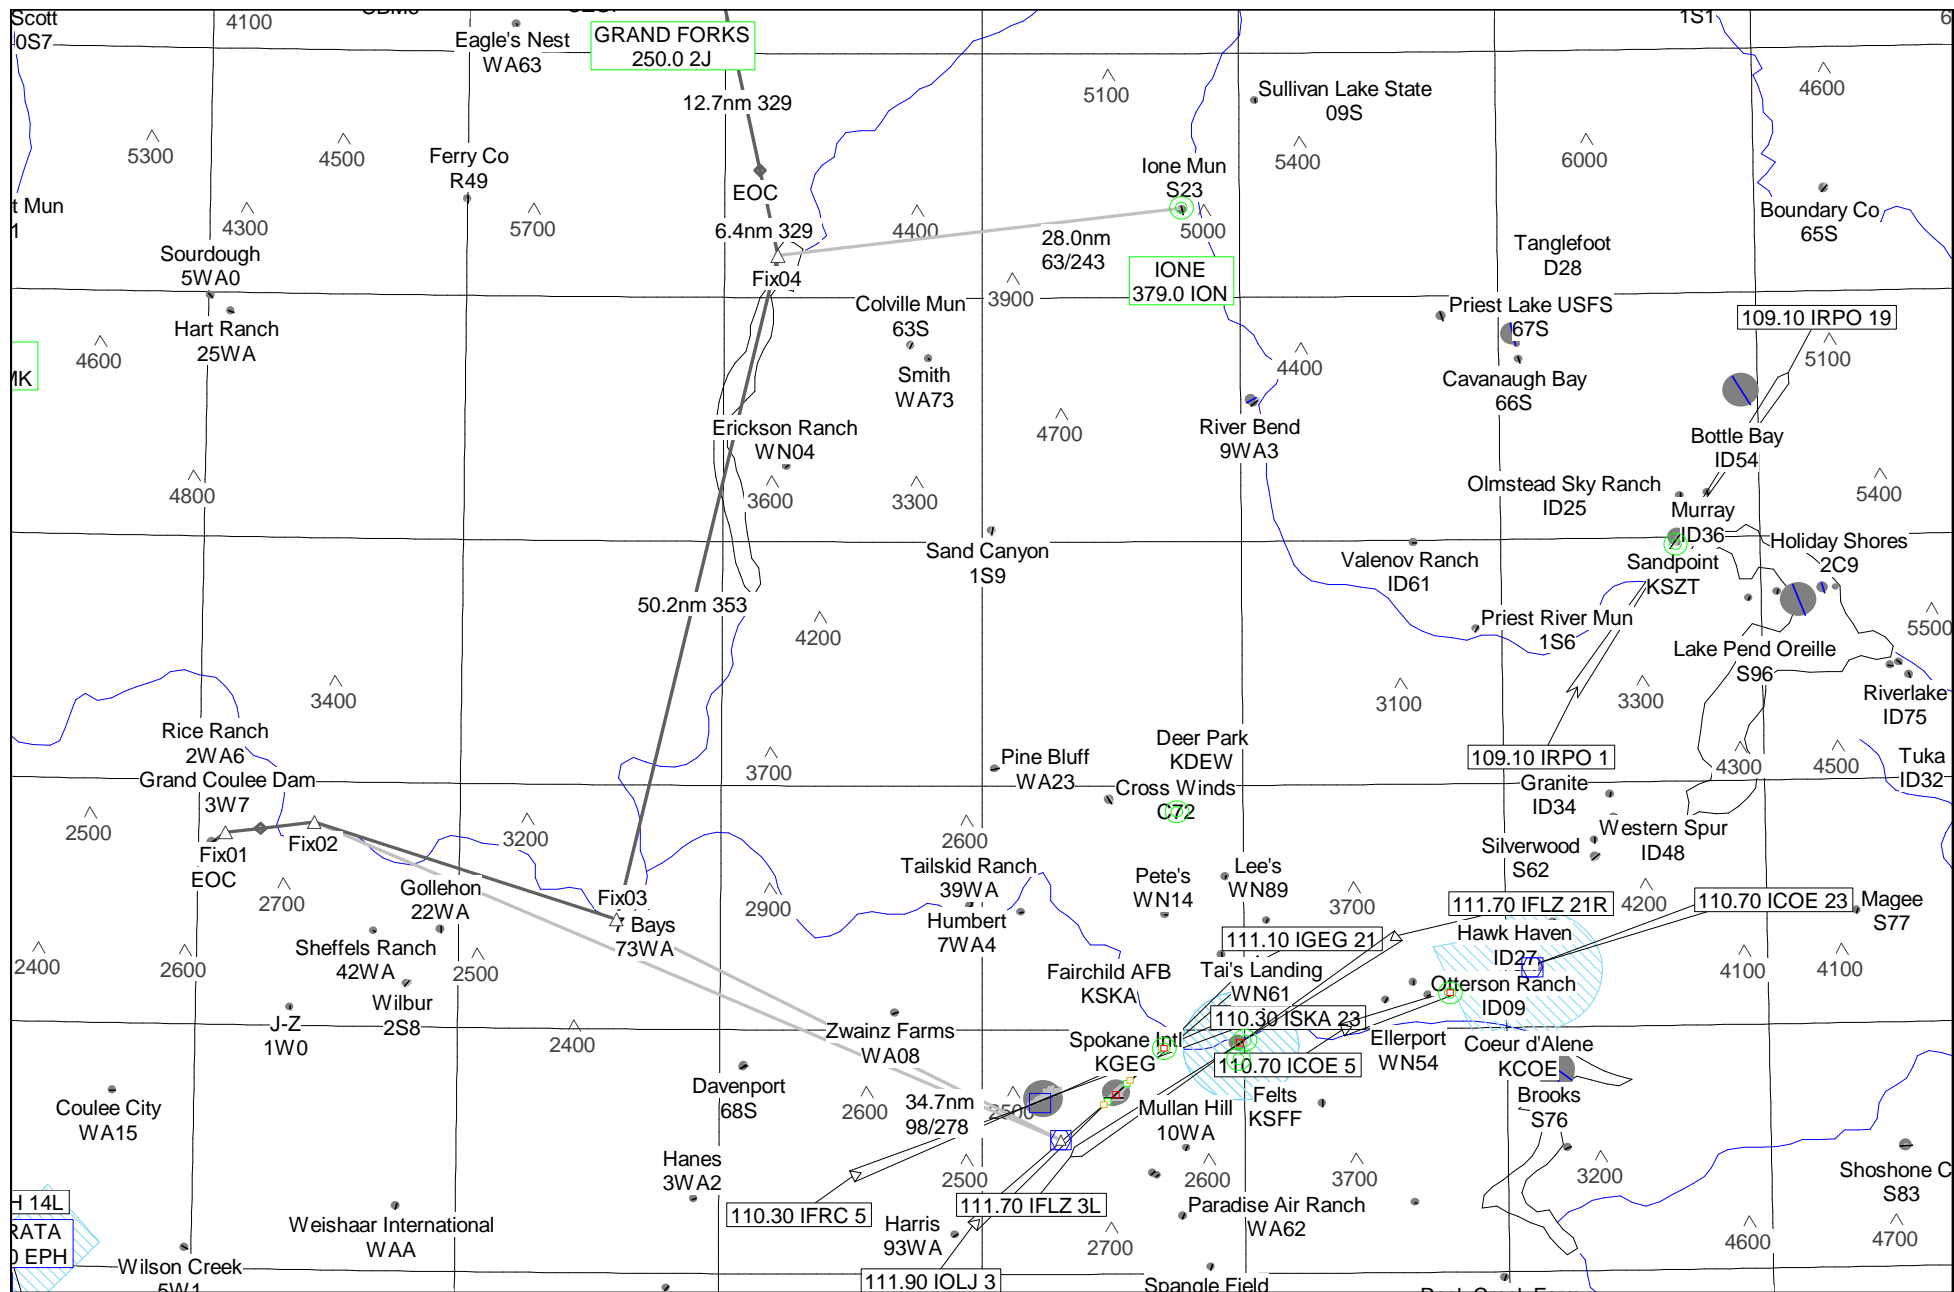 Scott
0S7
4100
Eagle's Nest
WA63
GRAND FORKS
250.0 2J
1S1
6
12.7nm 329
5100
Sullivan Lake State
09S
4600
5300
4500
Ferry Co
R49
5400
6000
Ione Mun
S23
EOC
t Mun
1
4300
5700
6.4nm 329
4400
5000
Boundary Co
65S
28.0nm
63/243
Tanglefoot
D28
Sourdough
5WA0
Fix04
IONE
379.0 ION
3900
Colville Mun
63S
Priest Lake USFS
67S
109.10 IRPO 19
Hart Ranch
25WA
4600
MK
4400
5100
Smith
WA73
Cavanaugh Bay
66S
Erickson Ranch
WN04
4700
River Bend
9WA3
Bottle Bay
ID54
4800
3600
3300
Olmstead Sky Ranch
ID25
5400
Murray
ID36
Sand Canyon
1S9
Valenov Ranch
ID61
Sandpoint
KSZT
Holiday Shores
2C9
50.2nm 353
4200
Priest River Mun
1S6
5500
Lake Pend Oreille
S96
3400
3100
3300
Riverlake
ID75
Rice Ranch
2WA6
Grand Coulee Dam
3W7
3700
Pine Bluff
WA23
Deer Park
KDEW
Cross Winds
C72
109.10 IRPO 1
Granite
ID34
4300
4500
Tuka
ID32
2500
Fix01
EOC
Fix02
3200
2600
Western Spur
ID48
Silverwood
S62
2700
Gollehon
22WA
Fix03
7 Bays
73WA
2900
Tailskid Ranch
39WA
Humbert
7WA4
Pete's
WN14
Lee's
WN89
3700
111.70 IFLZ 21R
4200
110.70 ICOE 23
Magee
S77
2400
2600
Sheffels Ranch
42WA
2500
111.10 IGEG 21
Hawk Haven
ID27
4100
4100
Fairchild AFB
KSKA
Tai's Landing
WN61
Otterson Ranch
ID09
Wilbur
2S8
J-Z
1W0
2400
Zwainz Farms
WA08
110.30 ISKA 23
Spokane Intl
KGEG
110.70 ICOE 5
Ellerport
WN54
Coeur d'Alene
KCOE
Coulee City
WA15
Davenport
68S
2600
34.7nm
98/278
2500
Mullan Hill
10WA
Felts
KSFF
Brooks
S76
Hanes
3WA2
2500
2600
3700
3200
Shoshone C
S83
H 14L
RATA
0 EPH
Weishaar International
WAA
110.30 IFRC 5
Harris
93WA
111.70 IFLZ 3L
Paradise Air Ranch
WA62
2700
4600
4700
Wilson Creek
5W1
111.90 IOLJ 3
Spangle Field